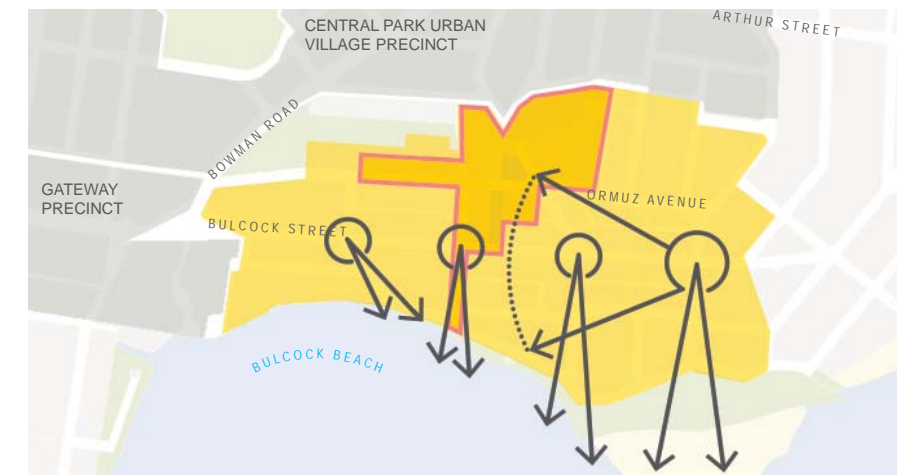 CENTRAL PARK URBAN
VILLAGE PRECINCT
ARTHUR STREET
BOWMAN ROAD
GATEWAY
PRECINCT
ORMUZ AVENUE
BULCOCK STREET
BULCOCK BEACH